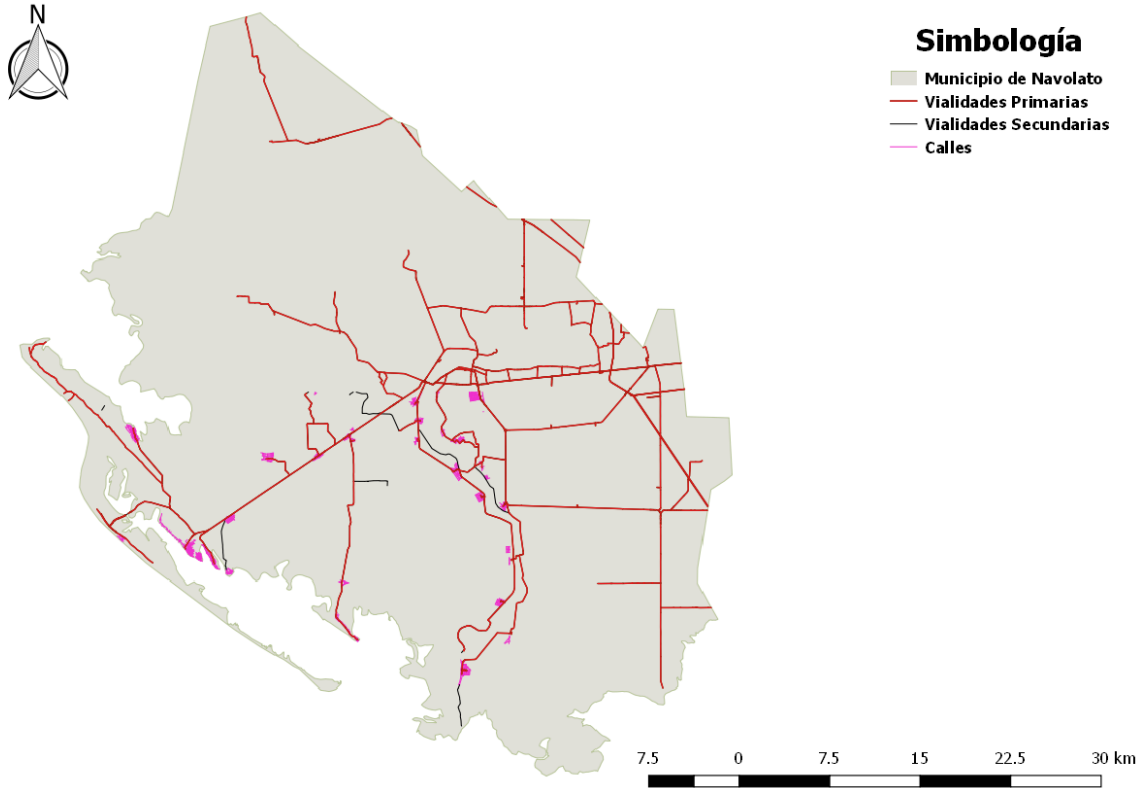 N
Simbología
Municipio de Navolato
Vialidades Primarias
Vialidades Secundarias
Calles
7.5 0 7.5 15 22.5 30 km